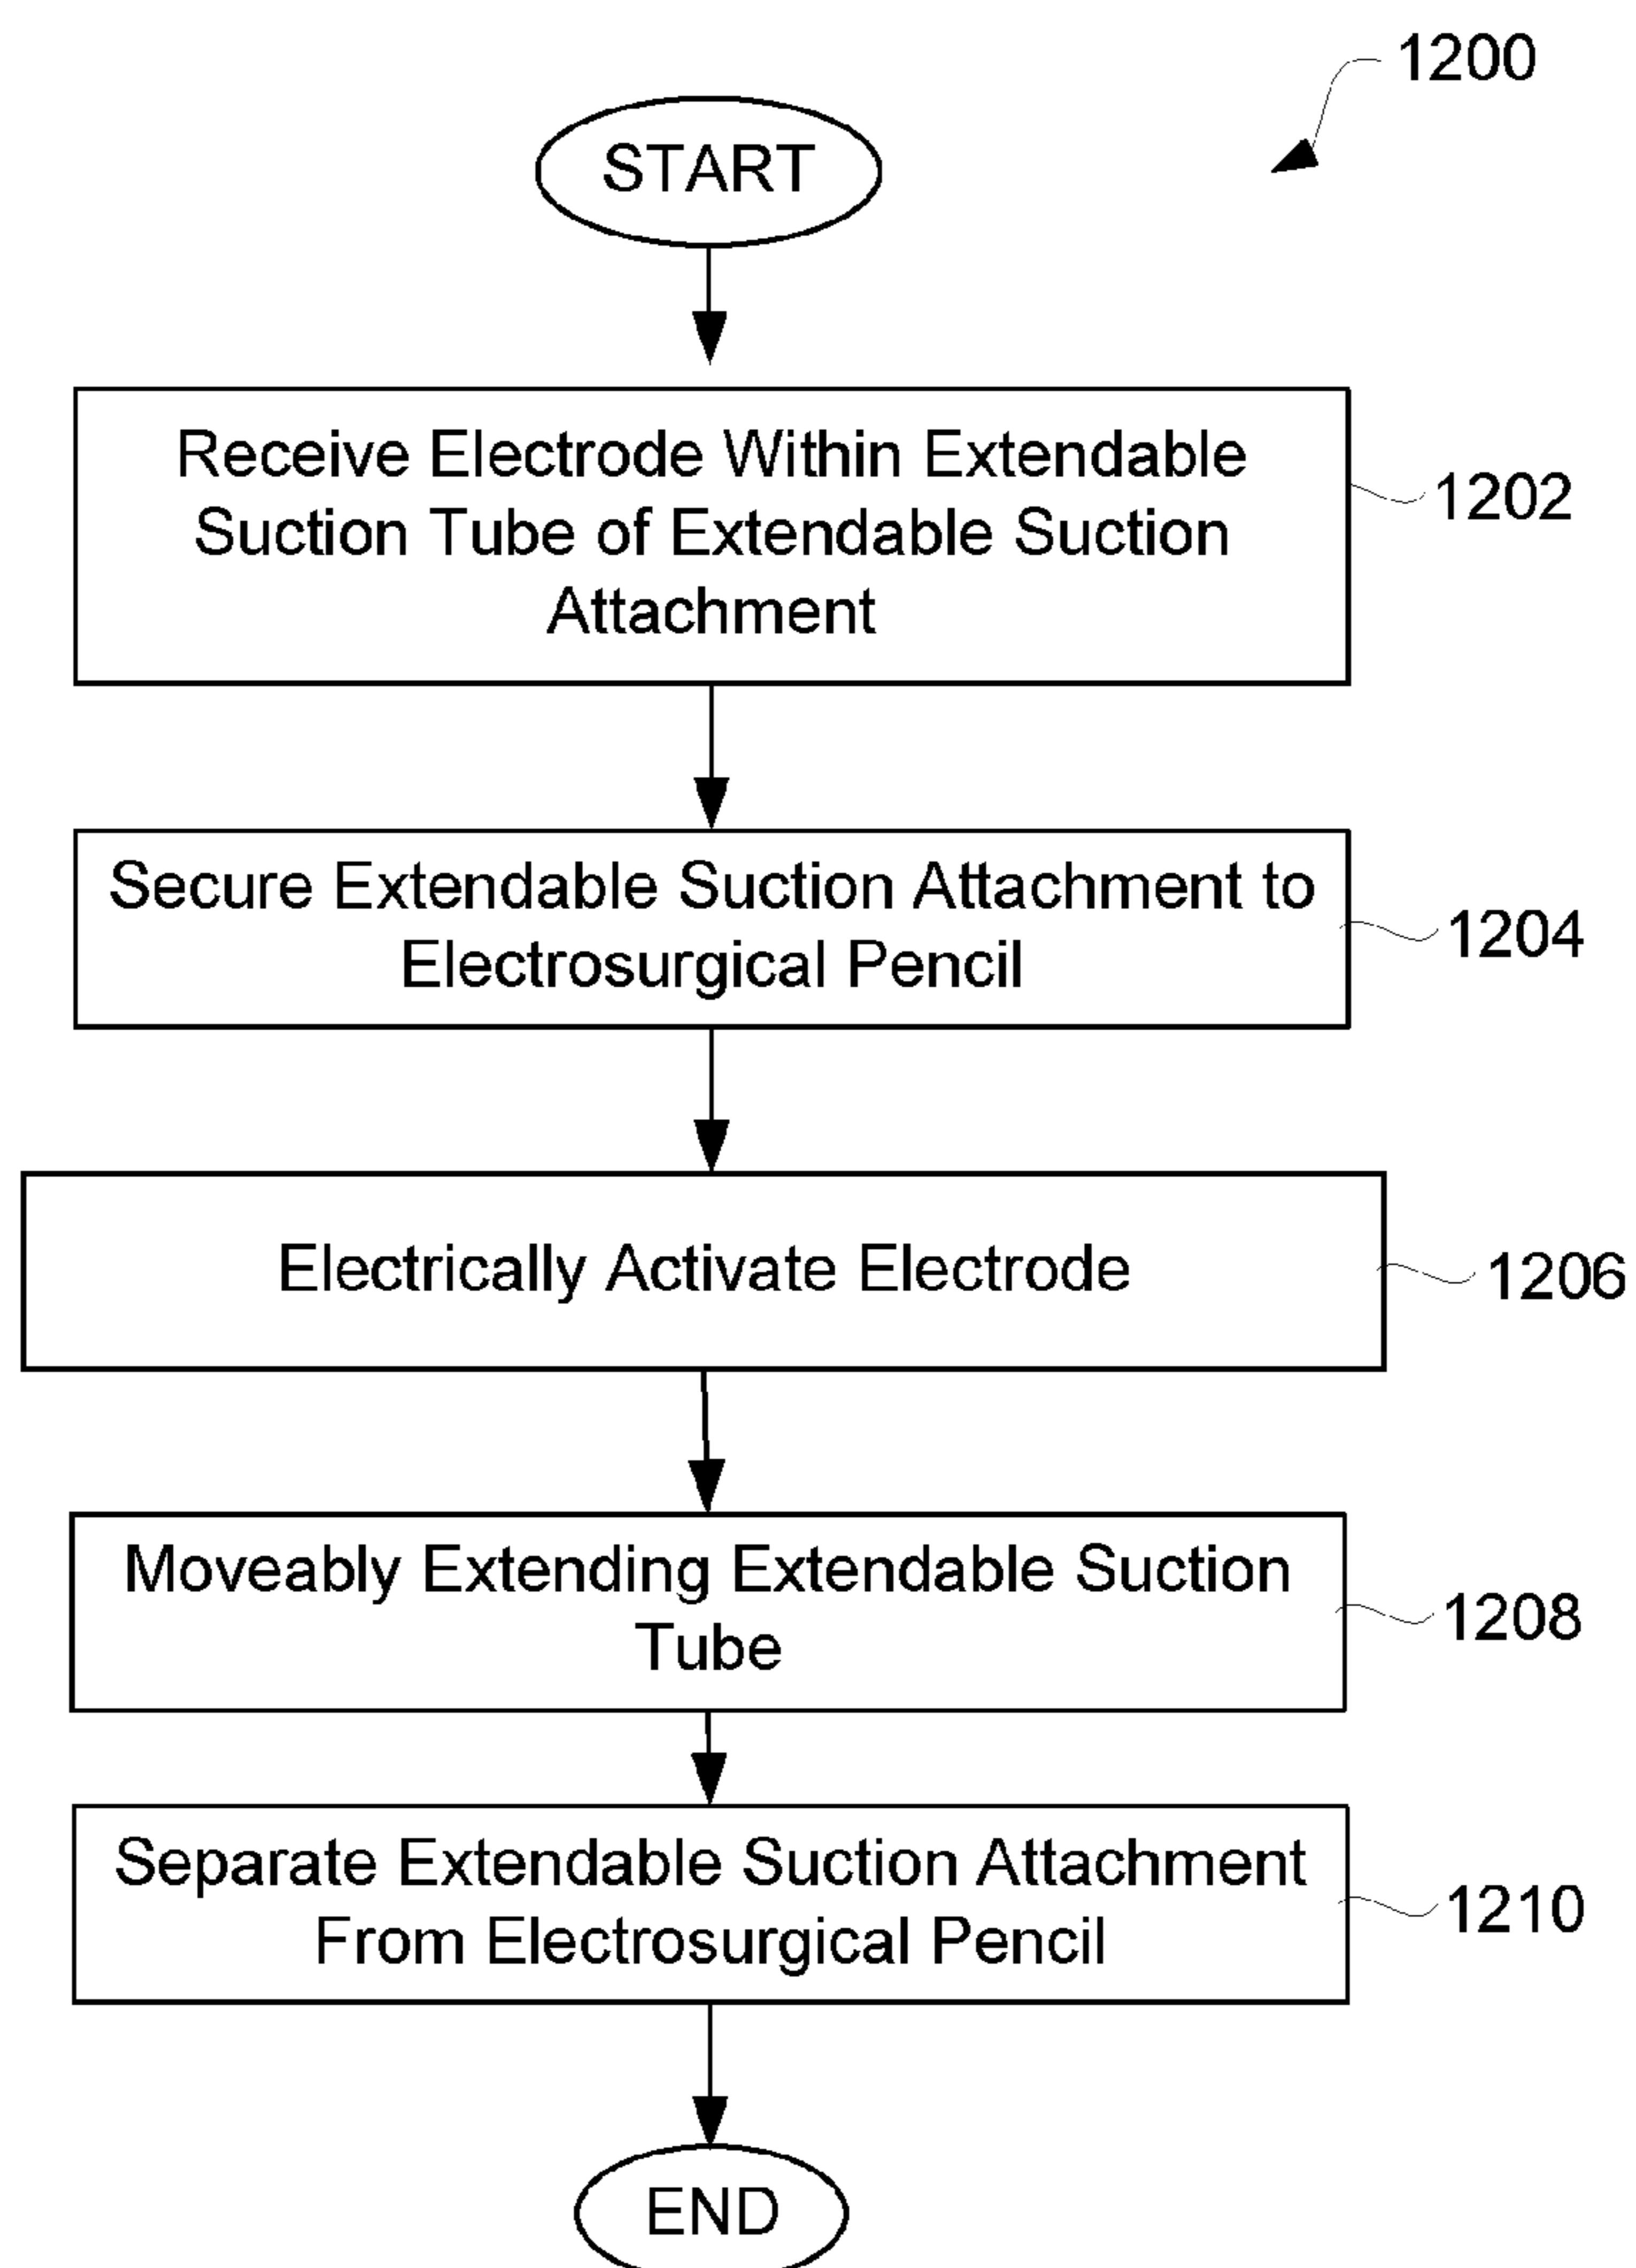 1200
START
Receive Electrode Within Extendable
Suction Tube of Extendable Suction
Attachment
1202
Secure Extendable Suction Attachment to
Electrosurgical Pencil
1204
Electrically Activate Electrode
1206
Moveably Extending Extendable Suction
Tube
1208
Separate Extendable Suction Attachment
From Electrosurgical Pencil
1210
END